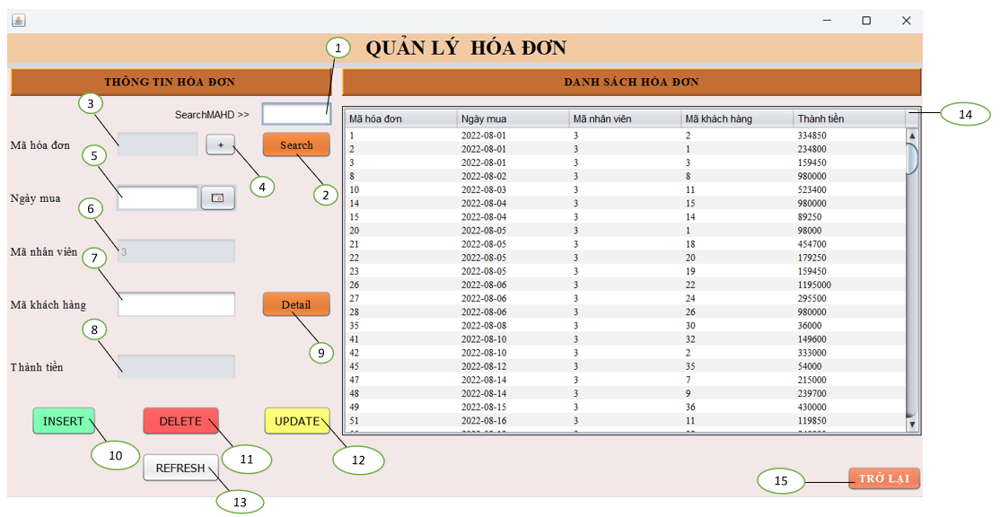 QUẢN LÝ HÓA ĐƠN
1
THÔNG TIN HÓA ĐƠN
DANH SÁCH HÓA ĐƠN
3
SearchMAHD >>
14
Mã hóa đơn + Search
5
4
2
Ngày mua
6
Mã nhân viên 3
7
Mã khách hàng Detail
8
9
Thành tiền
INSERT DELETE UPDATE
10
11
12
REFRESH
13
Mã hóa đơn Ngày mua Mã nhân viên Mã khách hàng Thành tiền
1 2022-08-01 3 2 334850
2 2022-08-01 3 1 234800
3 2022-08-01 3 3 159450
8 2022-08-02 3 8 980000
10 2022-08-03 3 11 523400
14 2022-08-04 3 15 980000
15 2022-08-04 3 14 89250
20 2022-08-05 3 1 98000
21 2022-08-05 3 18 454700
22 2022-08-05 3 20 179250
23 2022-08-05 3 19 159450
26 2022-08-06 3 22 1195000
27 2022-08-06 3 24 295500
28 2022-08-06 3 26 980000
35 2022-08-08 3 30 36000
41 2022-08-10 3 32 149600
42 2022-08-10 3 2 333000
45 2022-08-12 3 35 54000
47 2022-08-14 3 7 215000
48 2022-08-14 3 9 239700
49 2022-08-15 3 36 430000
51 2022-08-16 3 11 119850
15
TRỞ LẠI